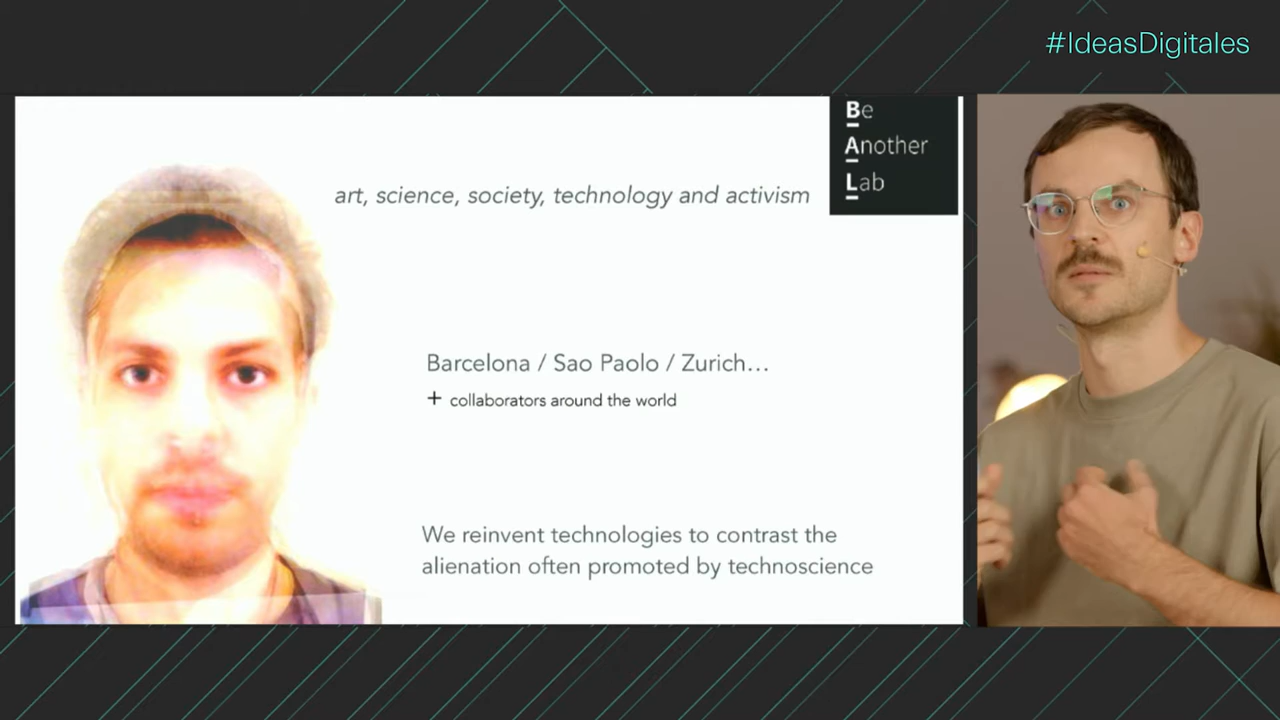 #IdeasDigitales
Be
Another
Lab
art, science, society, technology and activism
Barcelona / Sao Paolo / Zurich...
+ collaborators around the world
We reinvent technologies to contrast the
alienation often promoted by technoscience